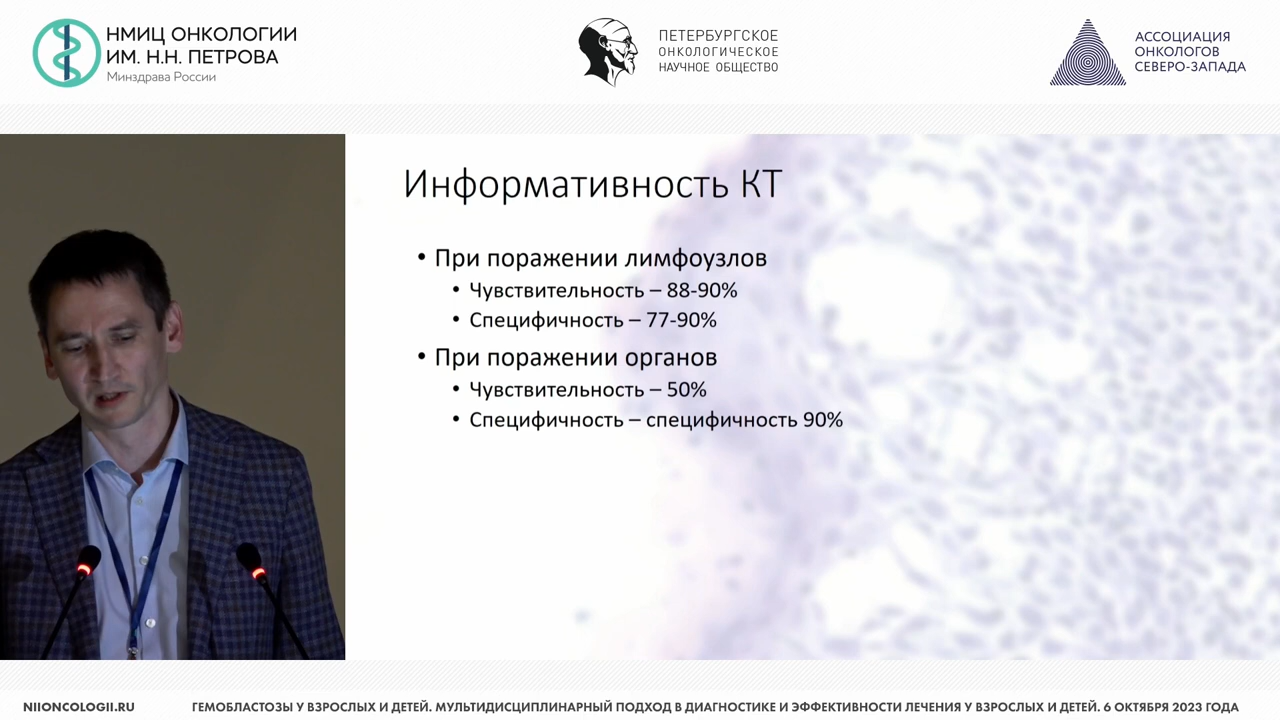 НМИЦ ОНКОЛОГИИ
ИМ. Н.Н. ПЕТРОВА
Минздрава России
ПЕТЕРБУРГСКОЕ
ОНКОЛОГИЧЕСКОЕ
НАУЧНОЕ ОБЩЕСТВО
АССОЦИАЦИЯ
ОНКОЛОГОВ
СЕВЕРО-ЗАПАДА
Информативность КТ
• При поражении лимфоузлов
• Чувствительность – 88-90%
• Специфичность – 77-90%
• При поражении органов
• Чувствительность – 50%
• Специфичность – специфичность 90%
NIIONCOLOGII.RU
ГЕМОБЛАСТОЗЫ У ВЗРОСЛЫХ И ДЕТЕЙ. МУЛЬТИДИСЦИПЛИНАРНЫЙ ПОДХОД В ДИАГНОСТИКЕ И ЭФФЕКТИВНОСТИ ЛЕЧЕНИЯ У ВЗРОСЛЫХ И ДЕТЕЙ. 6 ОКТЯБРЯ 2023 ГОДА